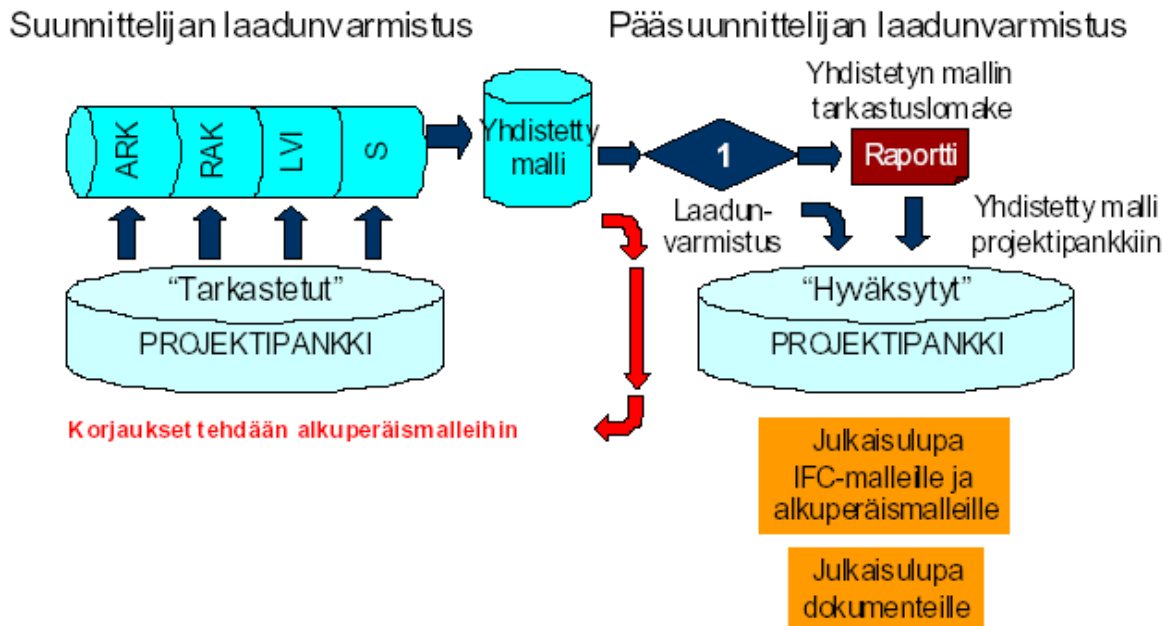 Suunnittelijan laadunvarmistus
Pääsuunnittelijan laadunvarmistus
ARK
RAK
LVI
S
Yhdistetty
malli
1
Laadun-
varmistus
Yhdistetyn mallin
tarkastuslomake
Raportti
Yhdistetty malli
projektipankkiin
“Tarkastetut”
PROJEKTIPANKKI
“Hyväksytyt”
PROJEKTIPANKKI
Korjaukset tehdään alkuperäismalleihin
Julkaisulupa
IFC-malleille ja
alkuperäismalleille
Julkaisulupa
dokumenteille